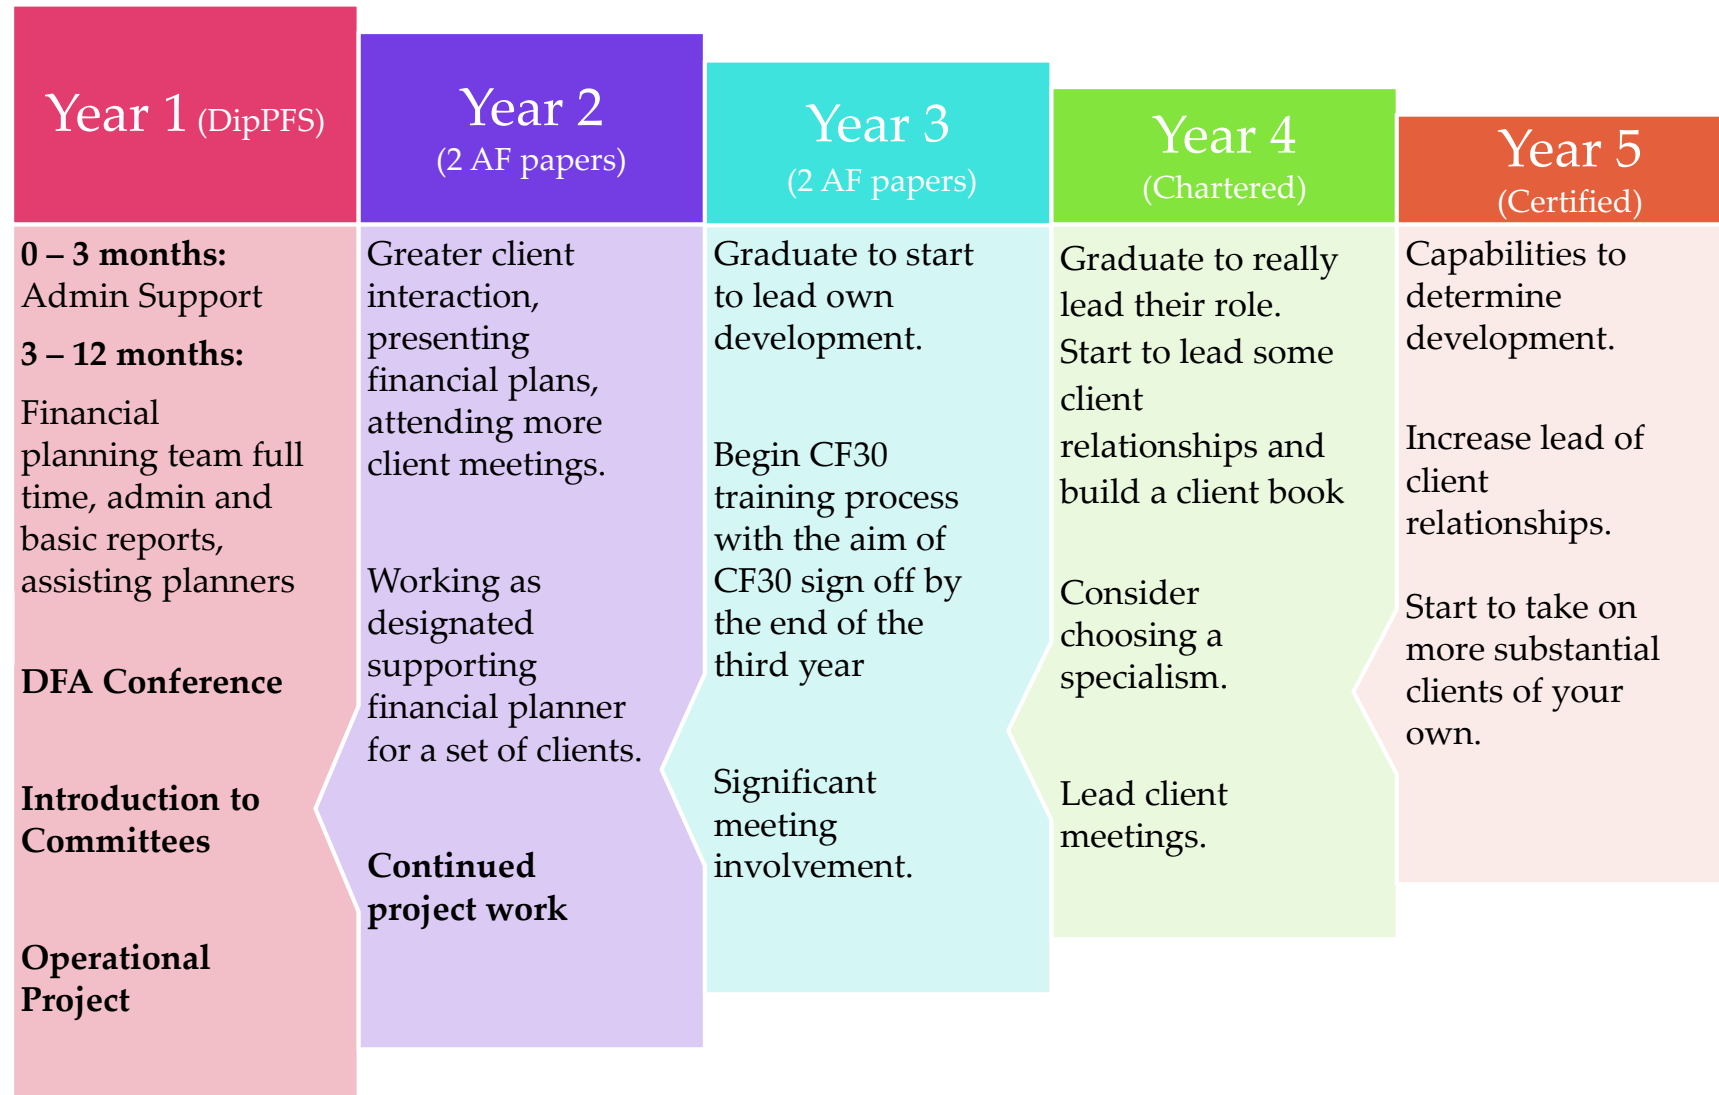 Year 1 (DipPFS)
0 – 3 months:
Admin Support
3 – 12 months:
Financial
planning team full
time, admin and
basic reports,
assisting planners
DFA Conference
Introduction to
Committees
Operational
Project
Year 2
(2 AF papers)
Greater client
interaction,
presenting
financial plans,
attending more
client meetings.
Working as
designated
supporting
financial planner
for a set of clients.
Continued
project work
Year 3
(2 AF papers)
Graduate to start
to lead own
development.
Begin CF30
training process
with the aim of
CF30 sign off by
the end of the
third year
Significant
meeting
involvement.
Year 4
(Chartered)
Graduate to really
lead their role.
Start to lead some
client
relationships and
build a client book
Consider
choosing a
specialism.
Lead client
meetings.
Year 5
(Certified)
Capabilities to
determine
development.
Increase lead of
client
relationships.
Start to take on
more substantial
clients of your
own.